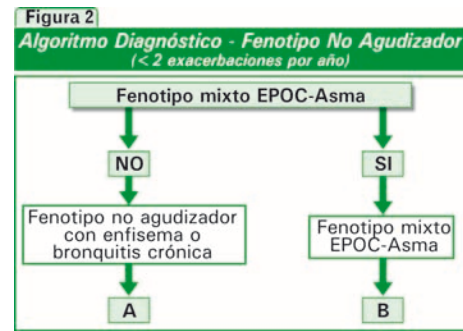 Figura 2
Algoritmo Diagnóstico - Fenotipo No Agudizador
(< 2 exacerbaciones por año)
Fenotipo mixto EPOC-Asma
NO
SI
Fenotipo no agudizador
con enfisema o
bronquitis crónica
Fenotipo mixto
EPOC-Asma
A
B